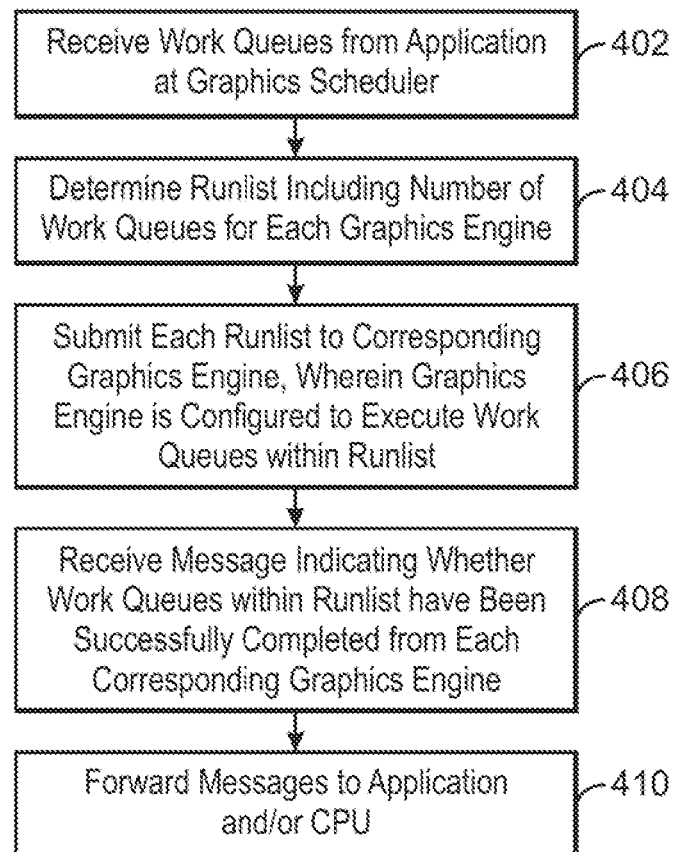 Receive Work Queues from Application
at Graphics Scheduler
402
Determine Runlist Including Number of
Work Queues for Each Graphics Engine
404
Submit Each Runlist to Corresponding
Graphics Engine, Wherein Graphics
Engine is Configured to Execute Work
Queues within Runlist
406
Receive Message Indicating Whether
Work Queues within Runlist have Been
Successfully Completed from Each
Corresponding Graphics Engine
408
Forward Messages to Application
and/or CPU
410